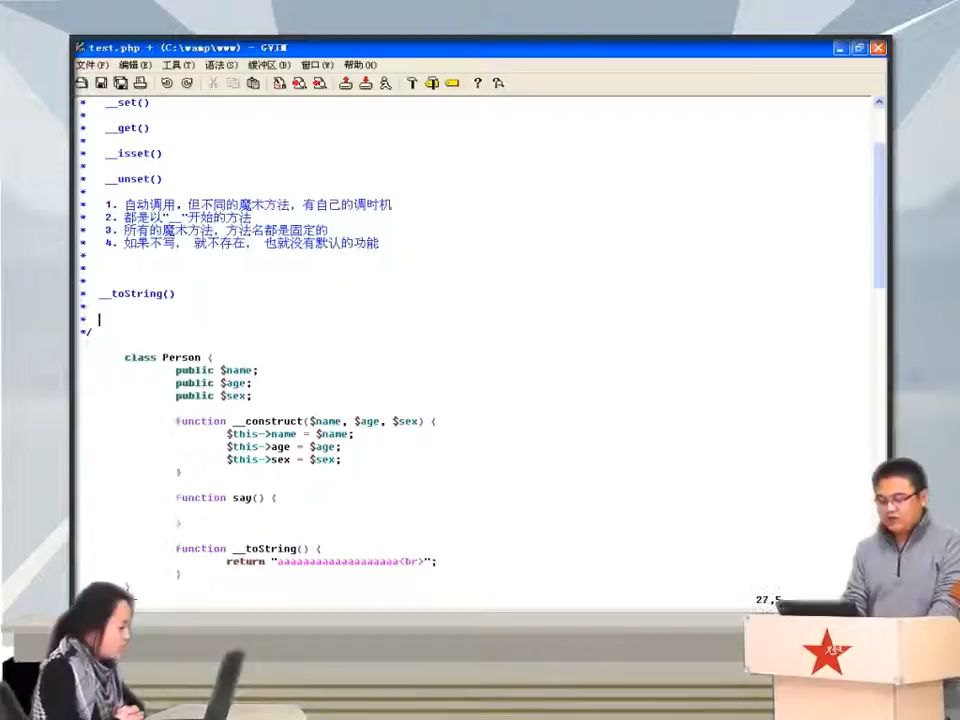 test.php + (C:\wamp\www) - GVIM
文件(F) 编辑(E) 工具(T) 语法(S) 缓冲区(B) 窗口(W) 帮助(H)
* __set()
*
* __get()
*
* __isset()
*
* __unset()
*
* 1. 自动调用，但不同的魔术方法，有自己的调时机
* 2. 都是以"__"开始的方法
* 3. 所有的魔术方法，方法名都是固定的
* 4. 如果不写， 就不存在， 也就没有默认的功能
*
*
*
* __toString()
*
*
*/
class Person {
public $name;
public $age;
public $sex;
function __construct($name, $age, $sex) {
$this->name = $name;
$this->age = $age;
$this->sex = $sex;
}
function say() {
}
function __toString() {
return "aaaaaaaaaaaaaaaaaaa<br>";
}
}